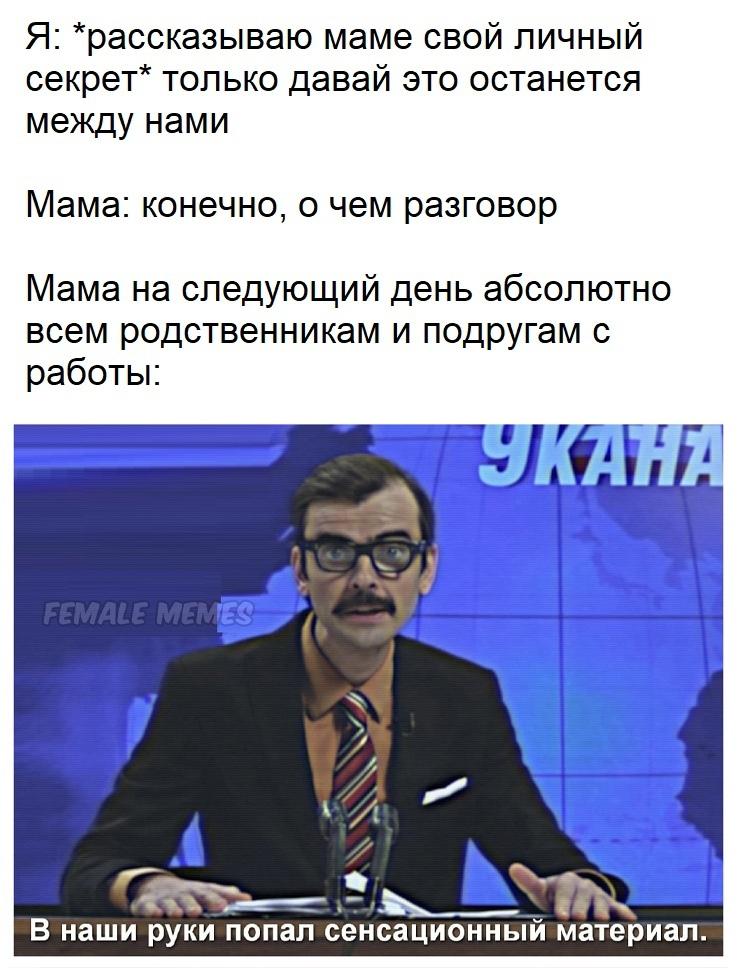 Я: *рассказываю маме свой личный
секрет* только давай это останется
между нами
Мама: конечно, о чем разговор
Мама на следующий день абсолютно
всем родственникам и подругам с
работы:
УКАНА
FEMALE MEMES
В наши руки попал сенсационный материал.